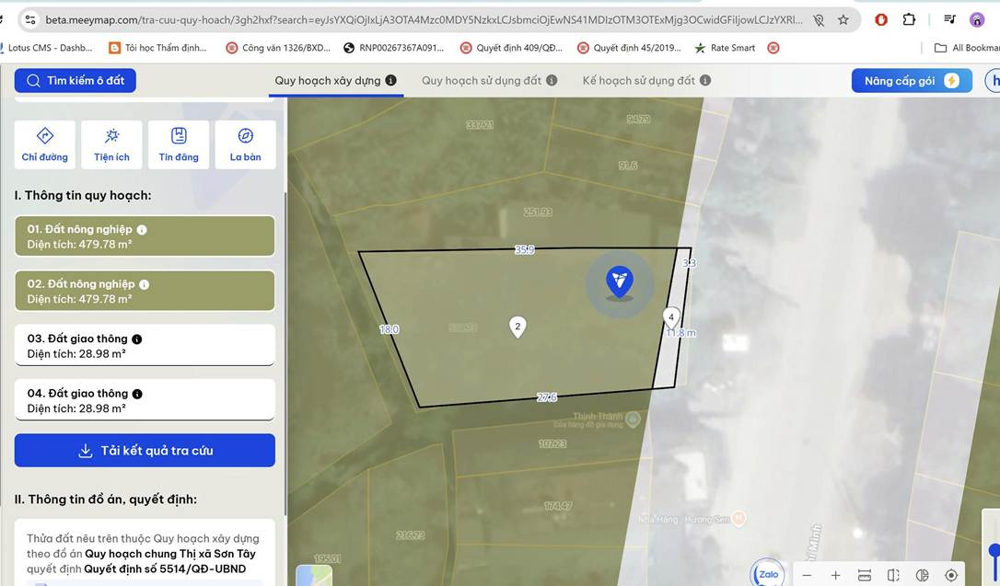 beta.meeymap.com/tra-cuu-quy-hoach/3gh2hxf?search=eyJsYXQiOjIxLjA3OTA4Mzc0MDY5NzkxLCJsbmciOjEwNS41MDIzOTM3OTExMjg3OCwidGFiIjowLCJzYXRl...
Lotus CMS - Dashb...
Tôi học Thẩm định...
Công văn 1326/BXD...
RNP00267367A091...
Quyết định 409/QĐ...
Quyết định 45/2019...
Rate Smart
All Bookma
Tìm kiếm ô đất
Quy hoạch xây dựng
Quy hoạch sử dụng đất
Kế hoạch sử dụng đất
Nâng cấp gói
h
Chỉ đường
Tiện ích
Tin đăng
La bàn
I. Thông tin quy hoạch:
01. Đất nông nghiệp
Diện tích: 479.78 m²
02. Đất nông nghiệp
Diện tích: 479.78 m²
03. Đất giao thông
Diện tích: 28.98 m²
04. Đất giao thông
Diện tích: 28.98 m²
Tải kết quả tra cứu
II. Thông tin đồ án, quyết định:
Thửa đất nêu trên thuộc Quy hoạch xây dựng
theo đồ án Quy hoạch chung Thị xã Sơn Tây
quyết định Quyết định số 5514/QĐ-UBND
337.21
94.79
91.6
251.93
35.9
3.3
18.0
2
4
11.8 m
27.6
Thịnh Thành
Cửa hàng đồ gia dụng
107.23
174.47
216.73
195.01
Nhà Hàng Hương Sen
Minh
Zalo